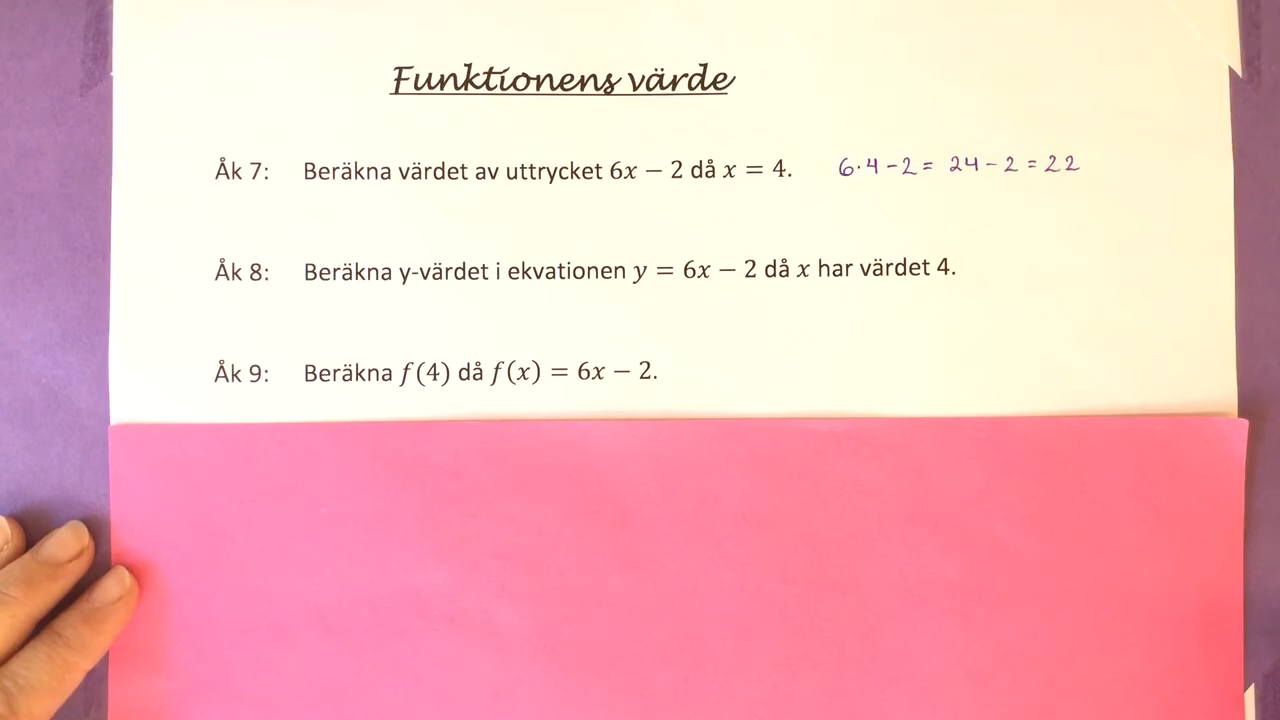 Funktionens värde
Åk 7: Beräkna värdet av uttrycket 6x − 2 då x = 4. 6·4−2= 24−2=22
Åk 8: Beräkna y-värdet i ekvationen y = 6x − 2 då x har värdet 4.
Åk 9: Beräkna f(4) då f(x) = 6x − 2.